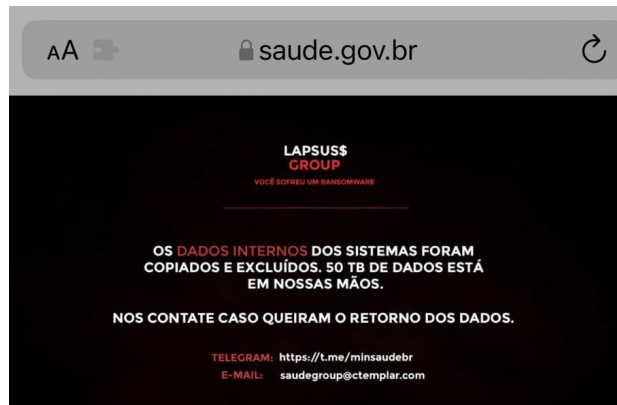 AA saude.gov.br
LAPSUS$
GROUP
VOCÊ SOFREU UM RANSOMWARE
OS DADOS INTERNOS DOS SISTEMAS FORAM
COPIADOS E EXCLUÍDOS. 50 TB DE DADOS ESTÁ
EM NOSSAS MÃOS.
NOS CONTATE CASO QUEIRAM O RETORNO DOS DADOS.
TELEGRAM: https://t.me/minsaudebr
E-MAIL: saudegroup@ctemplar.com